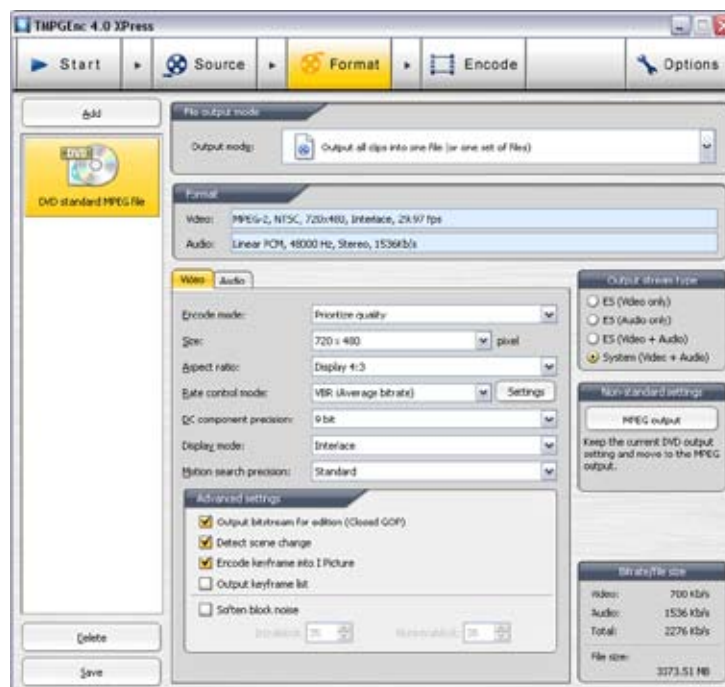 TMPGEnc 4.0 XPress
Start Source Format Encode Options
Add
DVD
DVD standard MPEG file
Delete
Save
File output mode
Output mode: Output all clips into one file (or one set of files)
Format
Video: MPEG-2, NTSC, 720x480, Interlace, 29.97 fps
Audio: Linear PCM, 48000 Hz, Stereo, 1536Kb/s
Video Audio
Encode mode: Prioritize quality
Size: 720 x 480 pixel
Aspect ratio: Display 4:3
Rate control mode: VBR (Average bitrate) Settings
DC component precision: 9 bit
Display mode: Interlace
Motion search precision: Standard
Advanced settings
Output bitstream for edition (Closed GOP)
Detect scene change
Encode keyframe into I Picture
Output keyframe list
Soften block noise
35 35
Output stream type
ES (Video only)
ES (Audio only)
ES (Video + Audio)
System (Video + Audio)
Non-standard settings
MPEG output
Keep the current DVD output
setting and move to the MPEG
output.
Bitrate/file size
Video: 700 Kb/s
Audio: 1536 Kb/s
Total: 2276 Kb/s
File size:
3373.51 MB